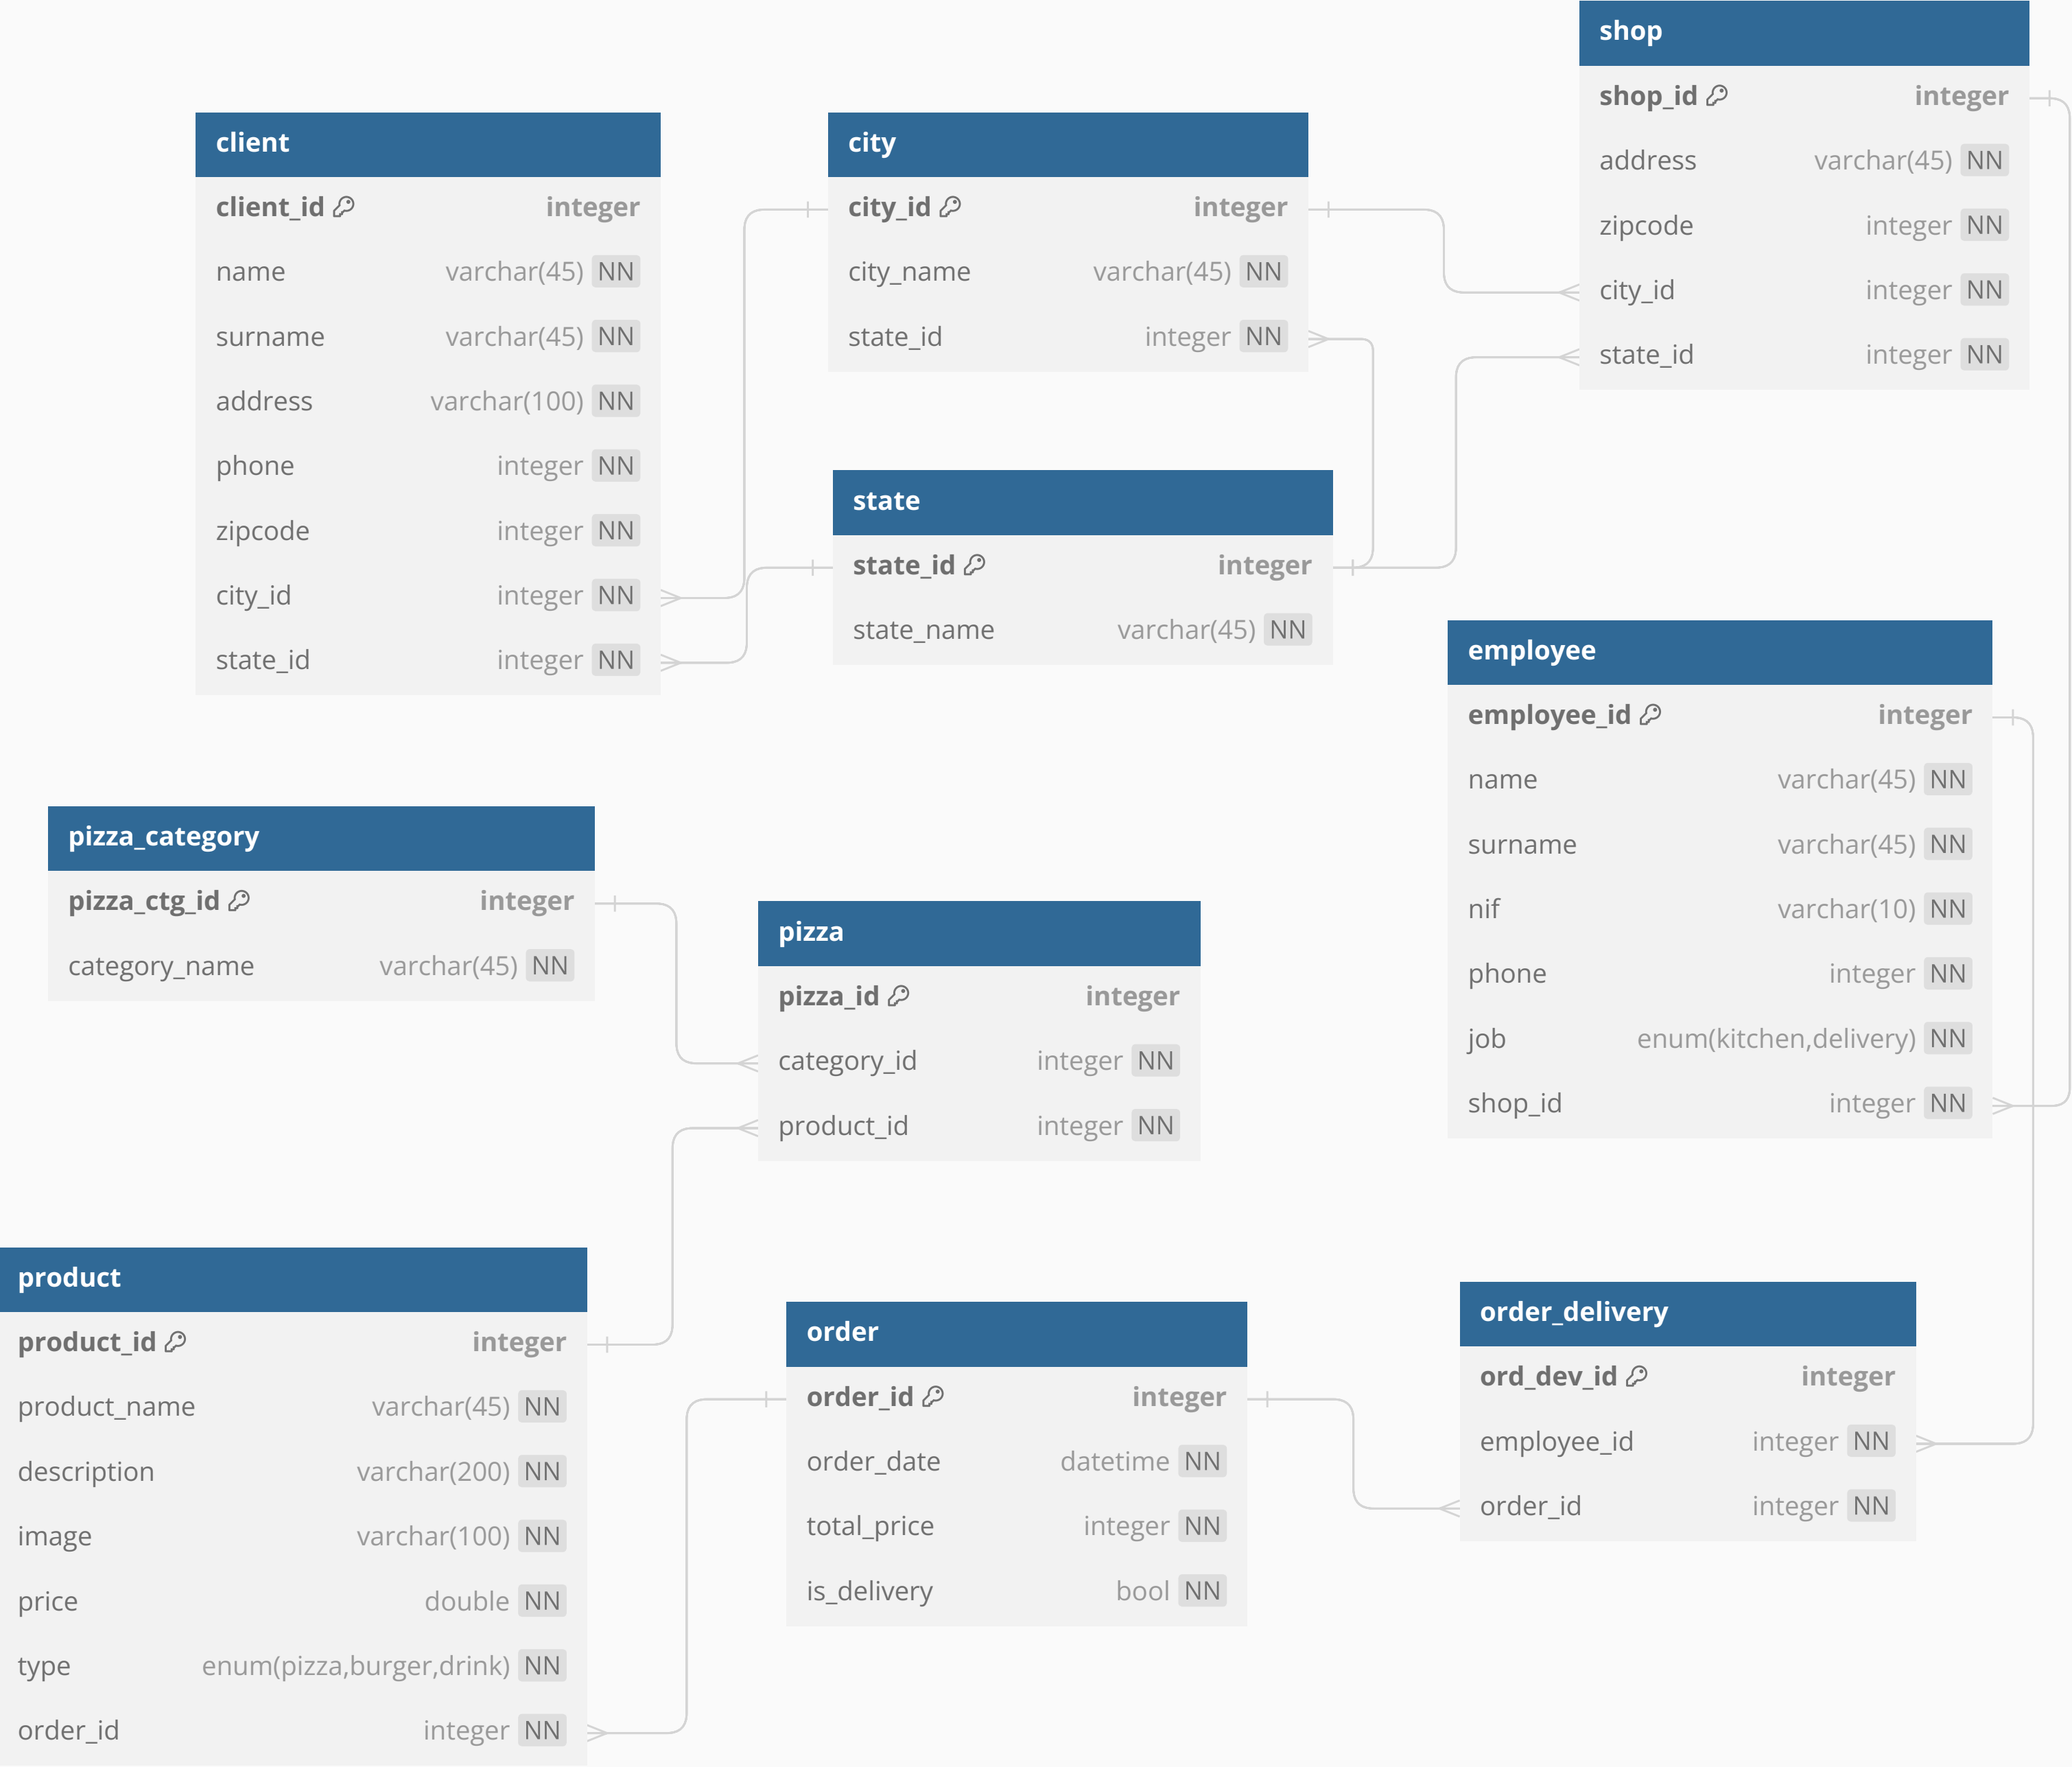 shop
shop_id integer
address varchar(45) NN
zipcode integer NN
city_id integer NN
state_id integer NN
client
client_id integer
name varchar(45) NN
surname varchar(45) NN
address varchar(100) NN
phone integer NN
zipcode integer NN
city_id integer NN
state_id integer NN
city
city_id integer
city_name varchar(45) NN
state_id integer NN
state
state_id integer
state_name varchar(45) NN
employee
employee_id integer
name varchar(45) NN
surname varchar(45) NN
nif varchar(10) NN
phone integer NN
job enum(kitchen,delivery) NN
shop_id integer NN
pizza_category
pizza_ctg_id integer
category_name varchar(45) NN
pizza
pizza_id integer
category_id integer NN
product_id integer NN
product
product_id integer
product_name varchar(45) NN
description varchar(200) NN
image varchar(100) NN
price double NN
type enum(pizza,burger,drink) NN
order_id integer NN
order
order_id integer
order_date datetime NN
total_price integer NN
is_delivery bool NN
order_delivery
ord_dev_id integer
employee_id integer NN
order_id integer NN